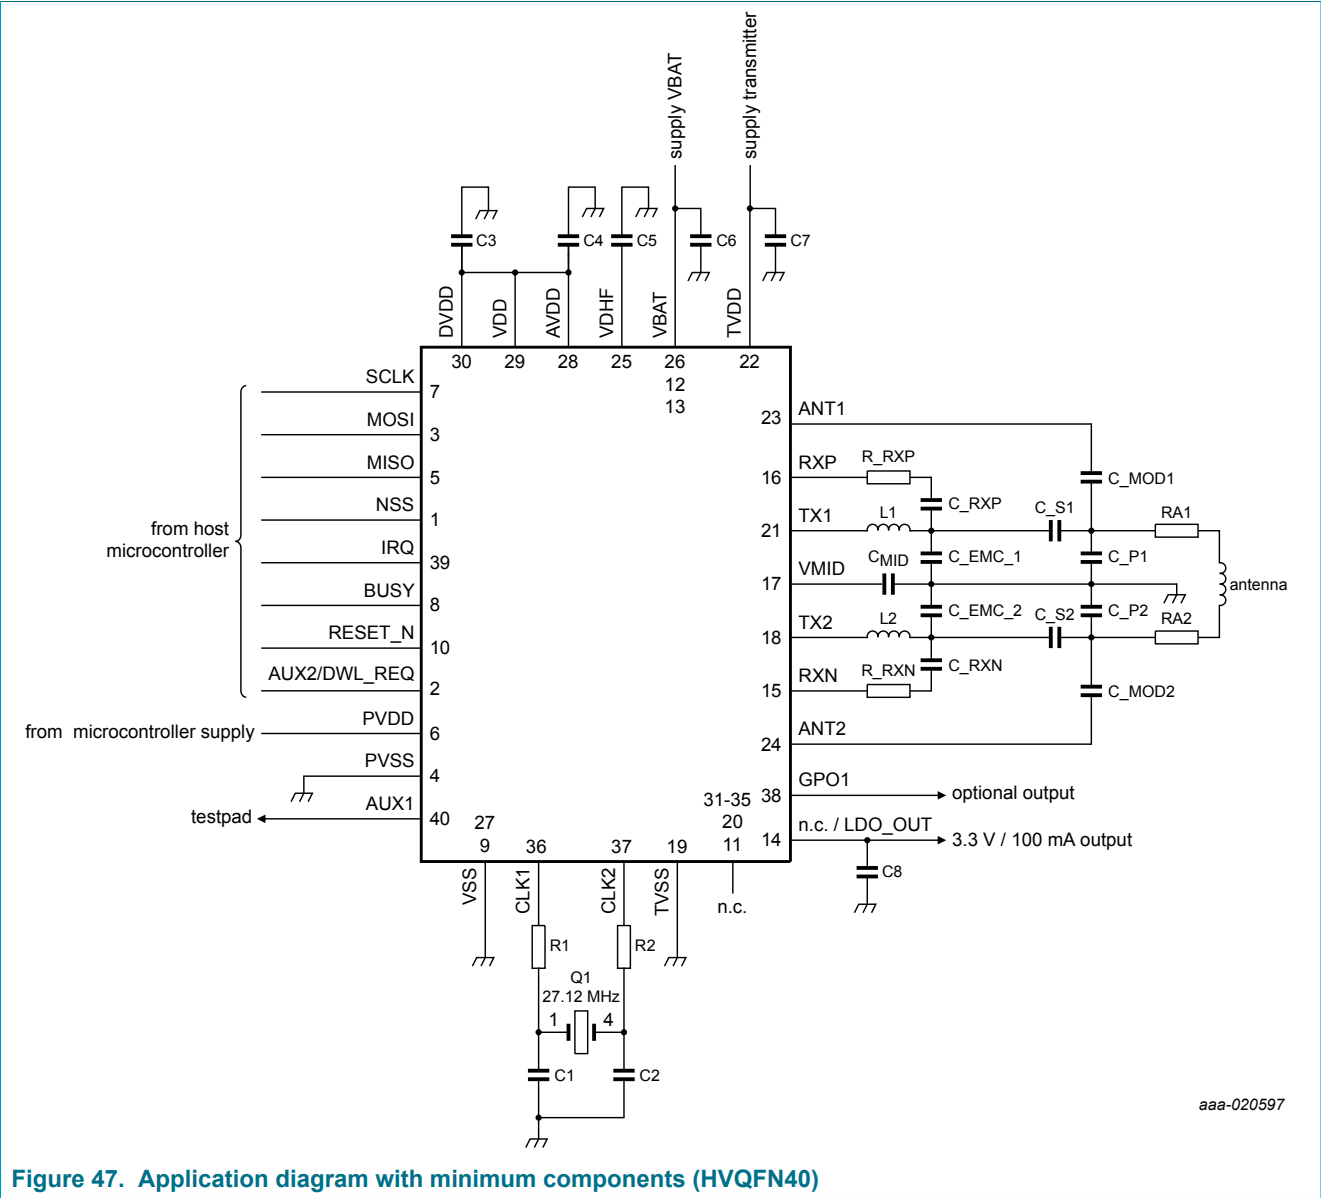 supply VBAT
supply transmitter
C3
C4
C5
C6
C7
DVDD
VDD
AVDD
VDHF
VBAT
TVDD
30
29
28
25
26
22
12
13
SCLK
7
MOSI
3
MISO
5
NSS
1
IRQ
39
BUSY
8
RESET_N
10
AUX2/DWL_REQ
2
from host
microcontroller
PVDD
from microcontroller supply
6
PVSS
4
AUX1
testpad
40
23
ANT1
16
RXP
R_RXP
C_RXP
C_MOD1
21
TX1
L1
C_S1
RA1
17
VMID
CMID
C_EMC_1
C_P1
antenna
18
TX2
L2
C_EMC_2
C_S2
C_P2
RA2
15
RXN
R_RXN
C_RXN
C_MOD2
24
ANT2
38
GPO1
optional output
14
n.c. / LDO_OUT
3.3 V / 100 mA output
C8
31-35
20
11
27
9
36
37
19
VSS
CLK1
CLK2
TVSS
n.c.
R1
R2
Q1
27.12 MHz
1
4
C1
C2
aaa-020597
Figure 47. Application diagram with minimum components (HVQFN40)